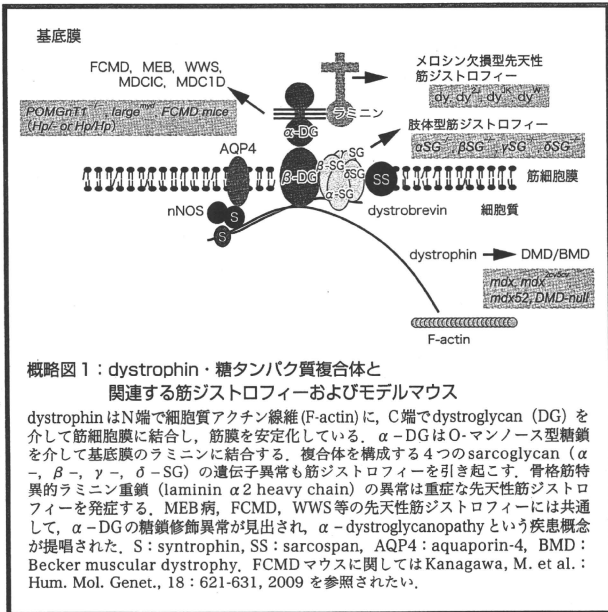 基底膜
FCMD, MEB, WWS,
MDCIC, MDC1D
メロシン欠損型先天性
筋ジストロフィー
ラミニン
POMGnT1-/-, largemyd, FCMD mice
(Hp/- or Hp/Hp)
α-DG
肢体型筋ジストロフィー
αSG-/-, βSG-/-, γSG-/-, δSG-/-
AQP4
β-DG
γSG
β-SG
δSG
α-SG
SS
筋細胞膜
nNOS
S
S
dystrobrevin
細胞質
dystrophin
DMD/BMD
mdx52, DMD-null
F-actin
概略図1：dystrophin・糖タンパク質複合体と
関連する筋ジストロフィーおよびモデルマウス
dystrophinはN端で細胞質アクチン線維(F-actin)に，C端でdystroglycan（DG）を
介して筋細胞膜に結合し，筋膜を安定化している．α-DGはO-マンノース型糖鎖
を介して基底膜のラミニンに結合する．複合体を構成する4つのsarcoglycan（α
-，β-，γ-，δ-SG）の遺伝子異常も筋ジストロフィーを引き起こす．骨格筋特
異的ラミニン重鎖（laminin α2 heavy chain）の異常は重症な先天性筋ジストロ
フィーを発症する．MEB病，FCMD，WWS等の先天性筋ジストロフィーには共通
して，α-DGの糖鎖修飾異常が見出され，α-dystroglycanopathyという疾患概念
が提唱された．S：syntrophin, SS：sarcospan, AQP4：aquaporin-4, BMD：
Becker muscular dystrophy．FCMDマウスに関してはKanagawa, M. et al.：
Hum. Mol. Genet., 18：621-631, 2009 を参照されたい．